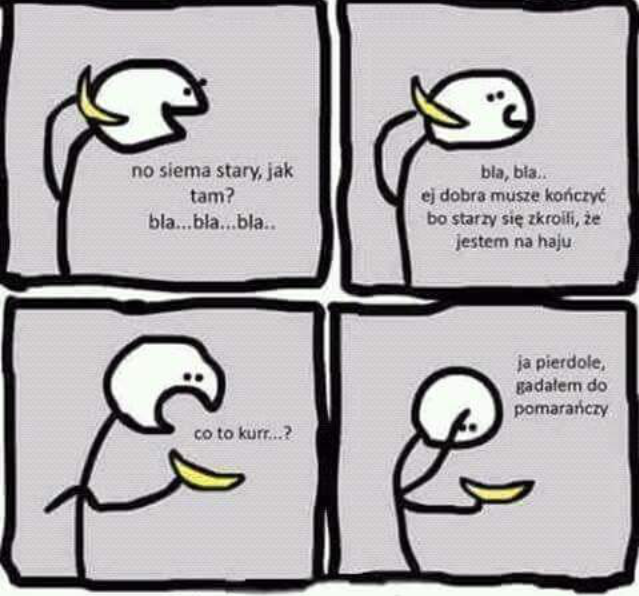 no siema stary, jak
tam?
bla...bla...bla..
bla, bla..
ej dobra musze kończyć
bo starzy się zkroili, że
jestem na haju
co to kurr...?
ja pierdole,
gadałem do
pomarańczy